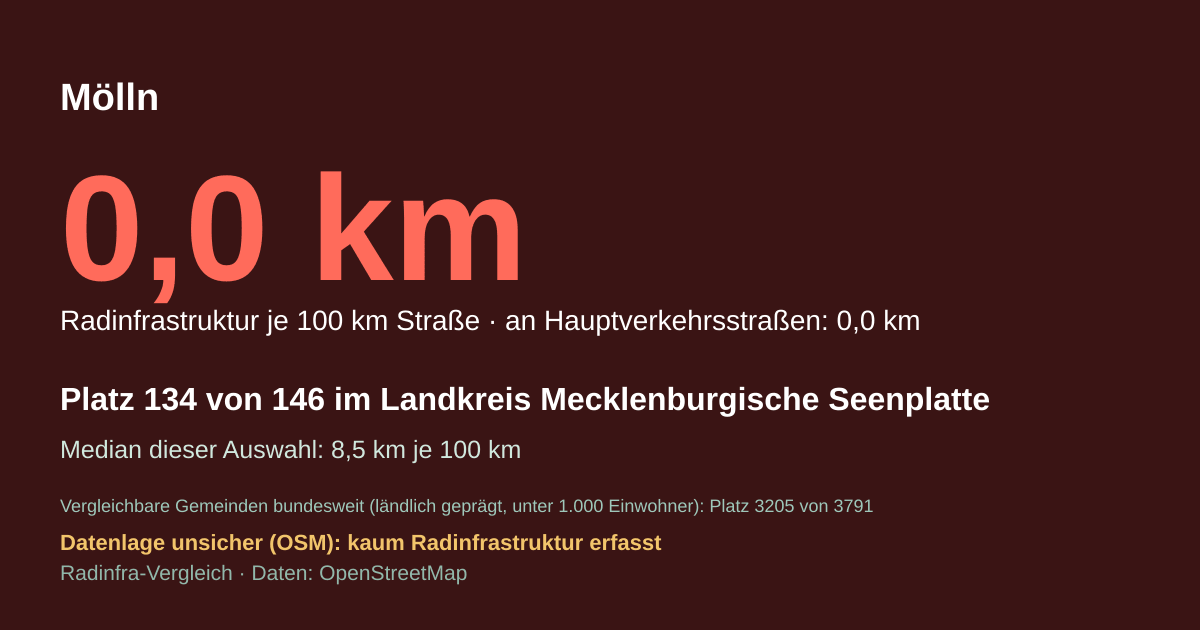 Mölln
0,0 km
Radinfrastruktur je 100 km Straße · an Hauptverkehrsstraßen: 0,0 km
Platz 134 von 146 im Landkreis Mecklenburgische Seenplatte
Median dieser Auswahl: 8,5 km je 100 km
Vergleichbare Gemeinden bundesweit (ländlich geprägt, unter 1.000 Einwohner): Platz 3205 von 3791
Datenlage unsicher (OSM): kaum Radinfrastruktur erfasst
Radinfra-Vergleich · Daten: OpenStreetMap